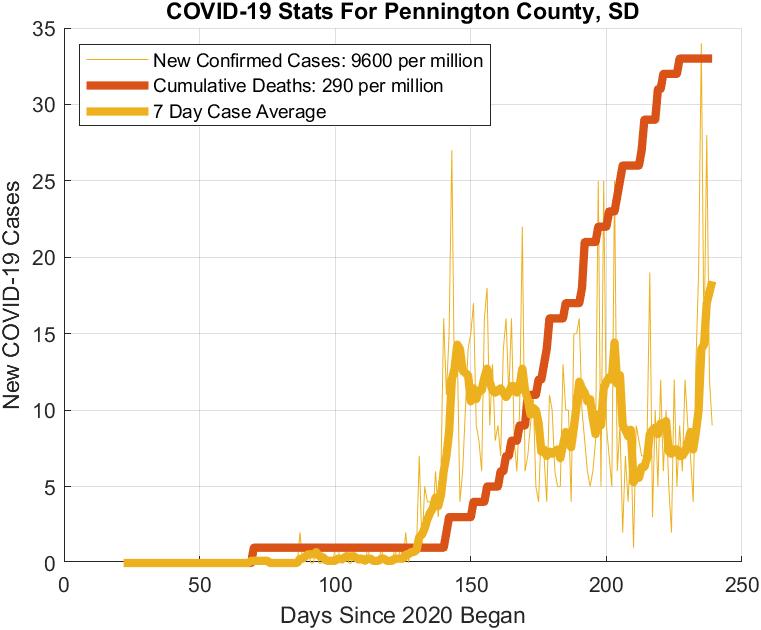 COVID-19 Stats For Pennington County, SD
New Confirmed Cases: 9600 per million
Cumulative Deaths: 290 per million
7 Day Case Average
New COVID-19 Cases
35
30
25
20
15
10
5
0
0 50 100 150 200 250
Days Since 2020 Began